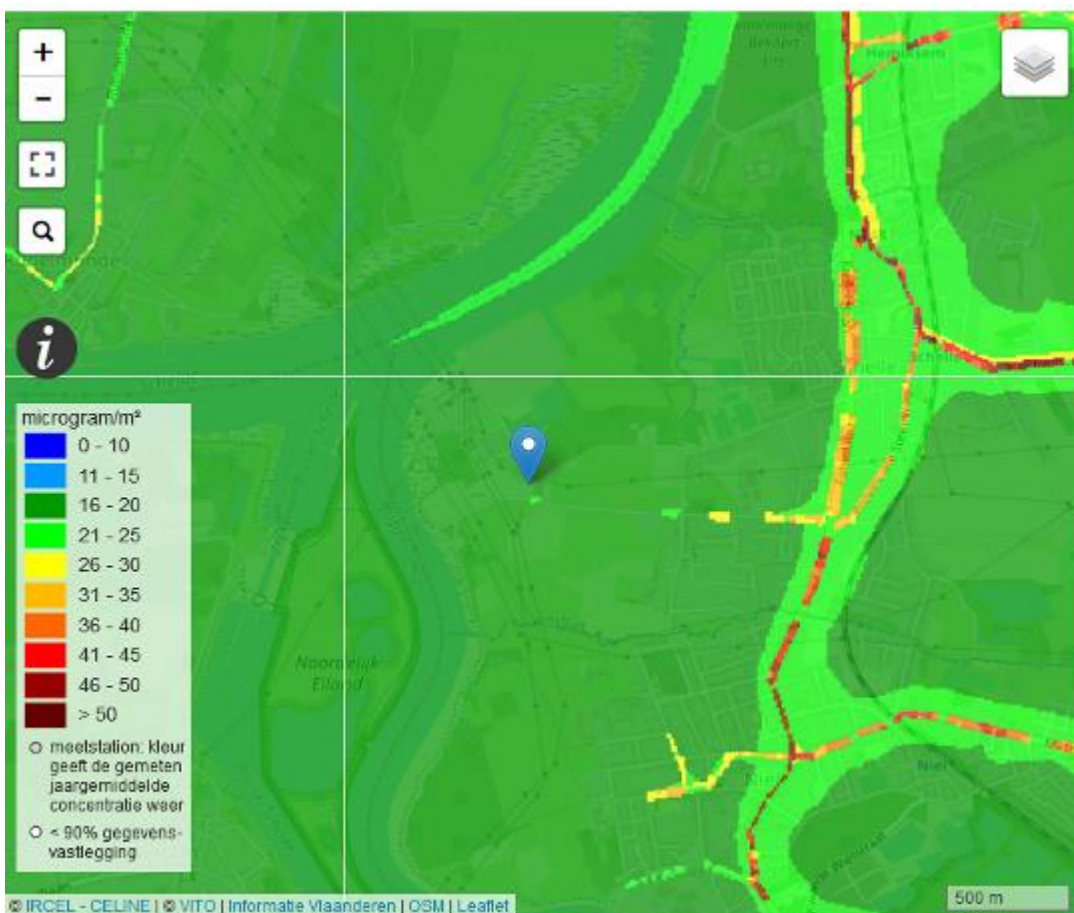 +
Hemiksem
−
i
Schelle
microgram/m³
0 - 10
11 - 15
16 - 20
21 - 25
26 - 30
31 - 35
36 - 40
41 - 45
46 - 50
> 50
meetstation: kleur
geeft de gemeten
jaargemiddelde
concentratie weer
< 90% gegevens-
vastlegging
Noordelijk
Eiland
Niel
500 m
© IRCEL - CELINE | © VITO | Informatie Vlaanderen | OSM | Leaflet